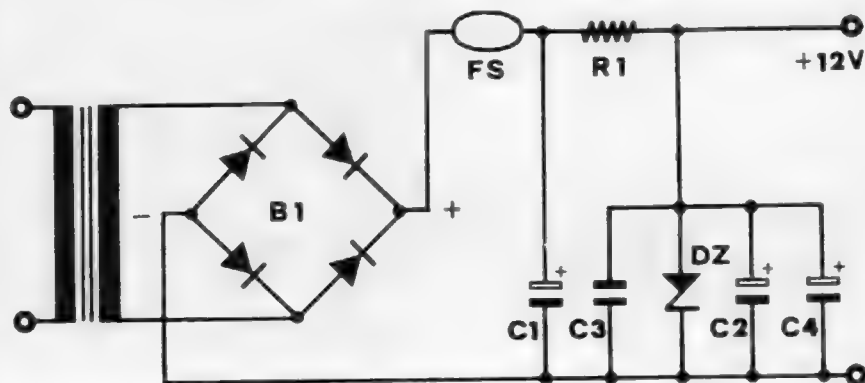 FS
R1
+12V
-
B1
+
DZ
+
+
+
C1
C3
C2
C4